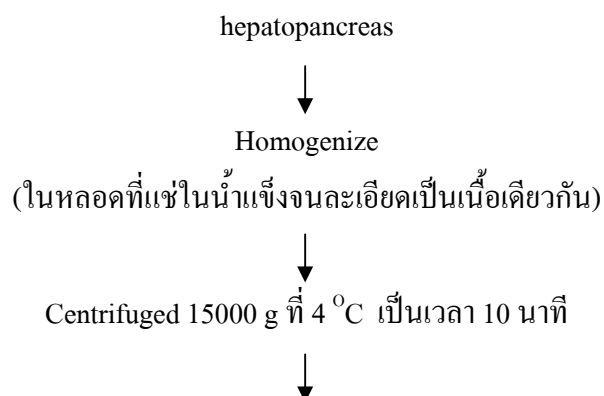 hepatopancreas
Homogenize
(ในหลอดที่แช่ในน้ำแข็งจนละเอียดเป็นเนื้อเดียวกัน)
Centrifuged 15000 g ที่ 4 °C เป็นเวลา 10 นาที